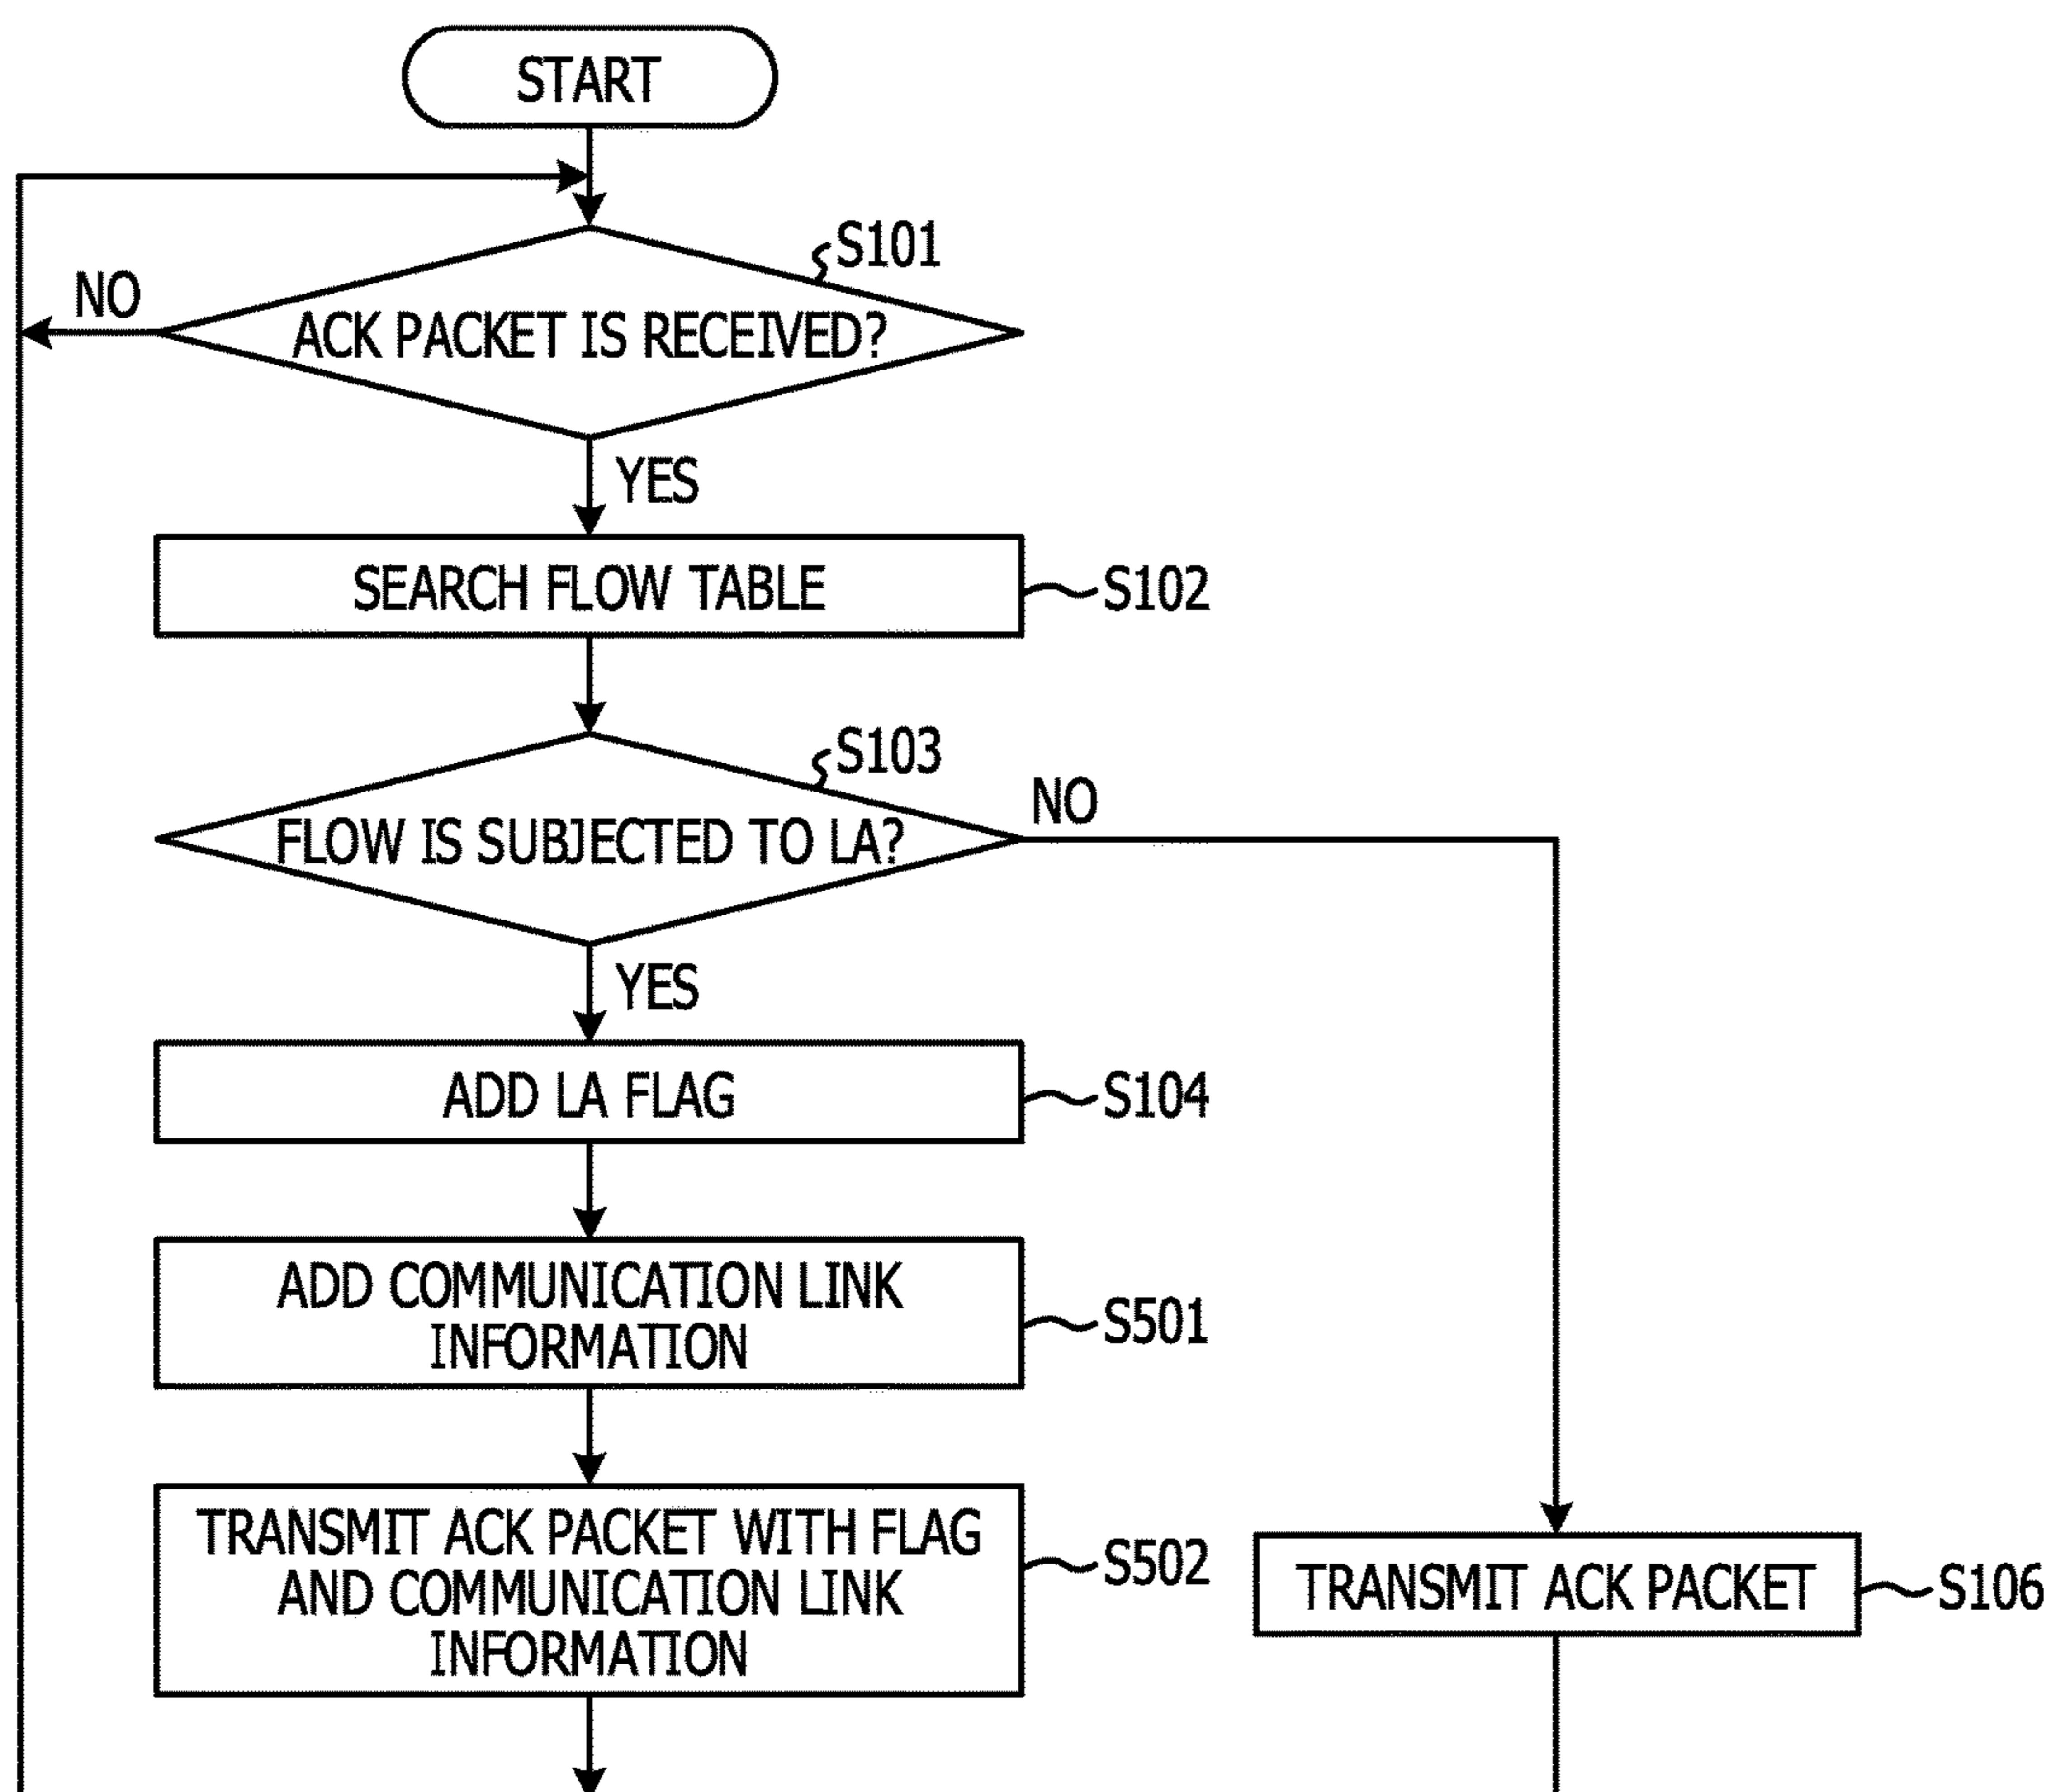 START
S101
NO
ACK PACKET IS RECEIVED?
YES
SEARCH FLOW TABLE
S102
S103
NO
FLOW IS SUBJECTED TO LA?
YES
ADD LA FLAG
S104
ADD COMMUNICATION LINK
INFORMATION
S501
TRANSMIT ACK PACKET WITH FLAG
AND COMMUNICATION LINK
INFORMATION
S502
TRANSMIT ACK PACKET
S106